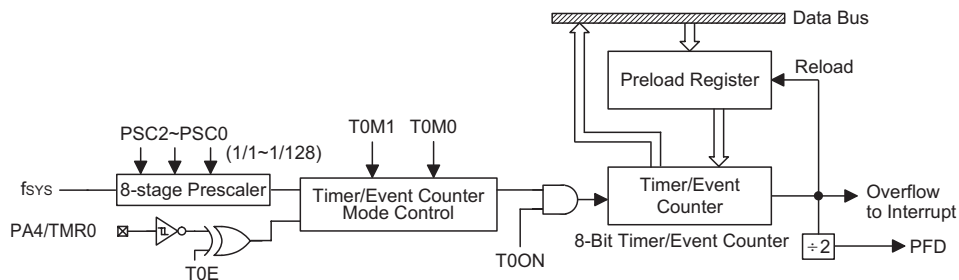 Data Bus
Preload Register
Reload
T0M1
T0M0
PSC2~PSC0
(1/1~1/128)
fSYS
8-stage Prescaler
Timer/Event Counter
Mode Control
Timer/Event
Counter
Overflow
to Interrupt
PA4/TMR0
T0E
T0ON
8-Bit Timer/Event Counter
÷2
PFD